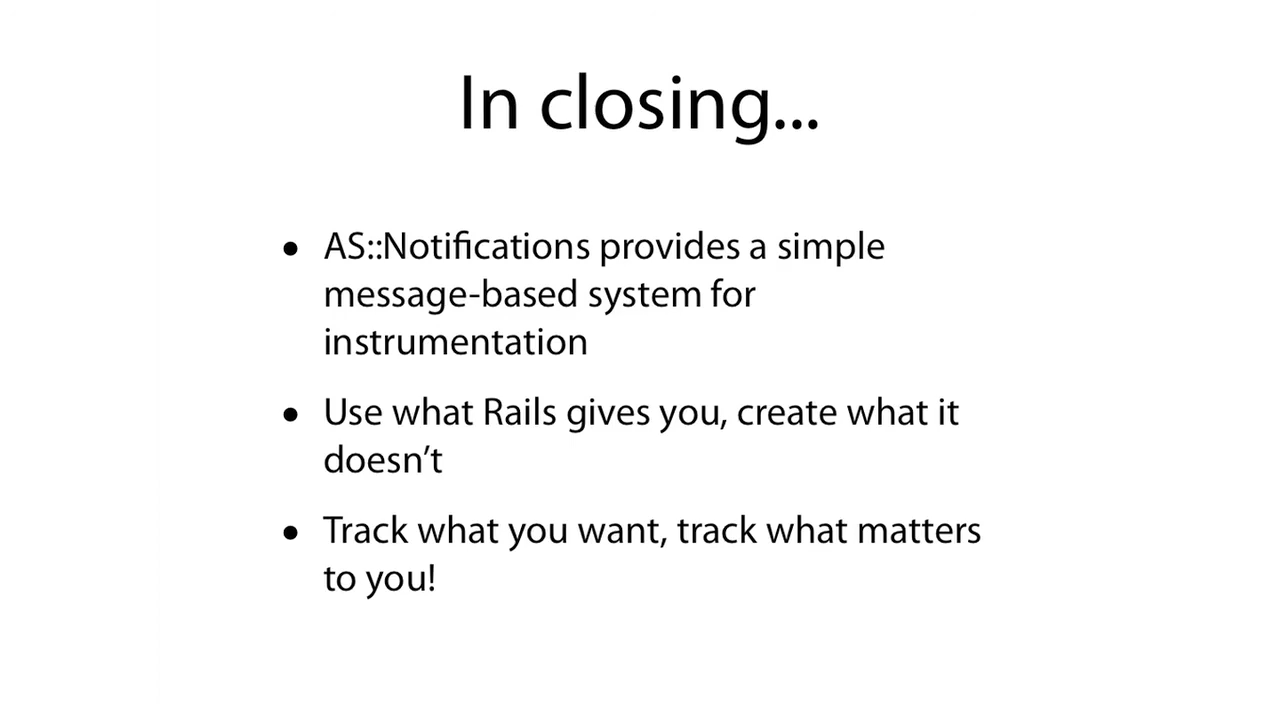 In closing...
• AS::Notifications provides a simple
message-based system for
instrumentation
• Use what Rails gives you, create what it
doesn’t
• Track what you want, track what matters
to you!